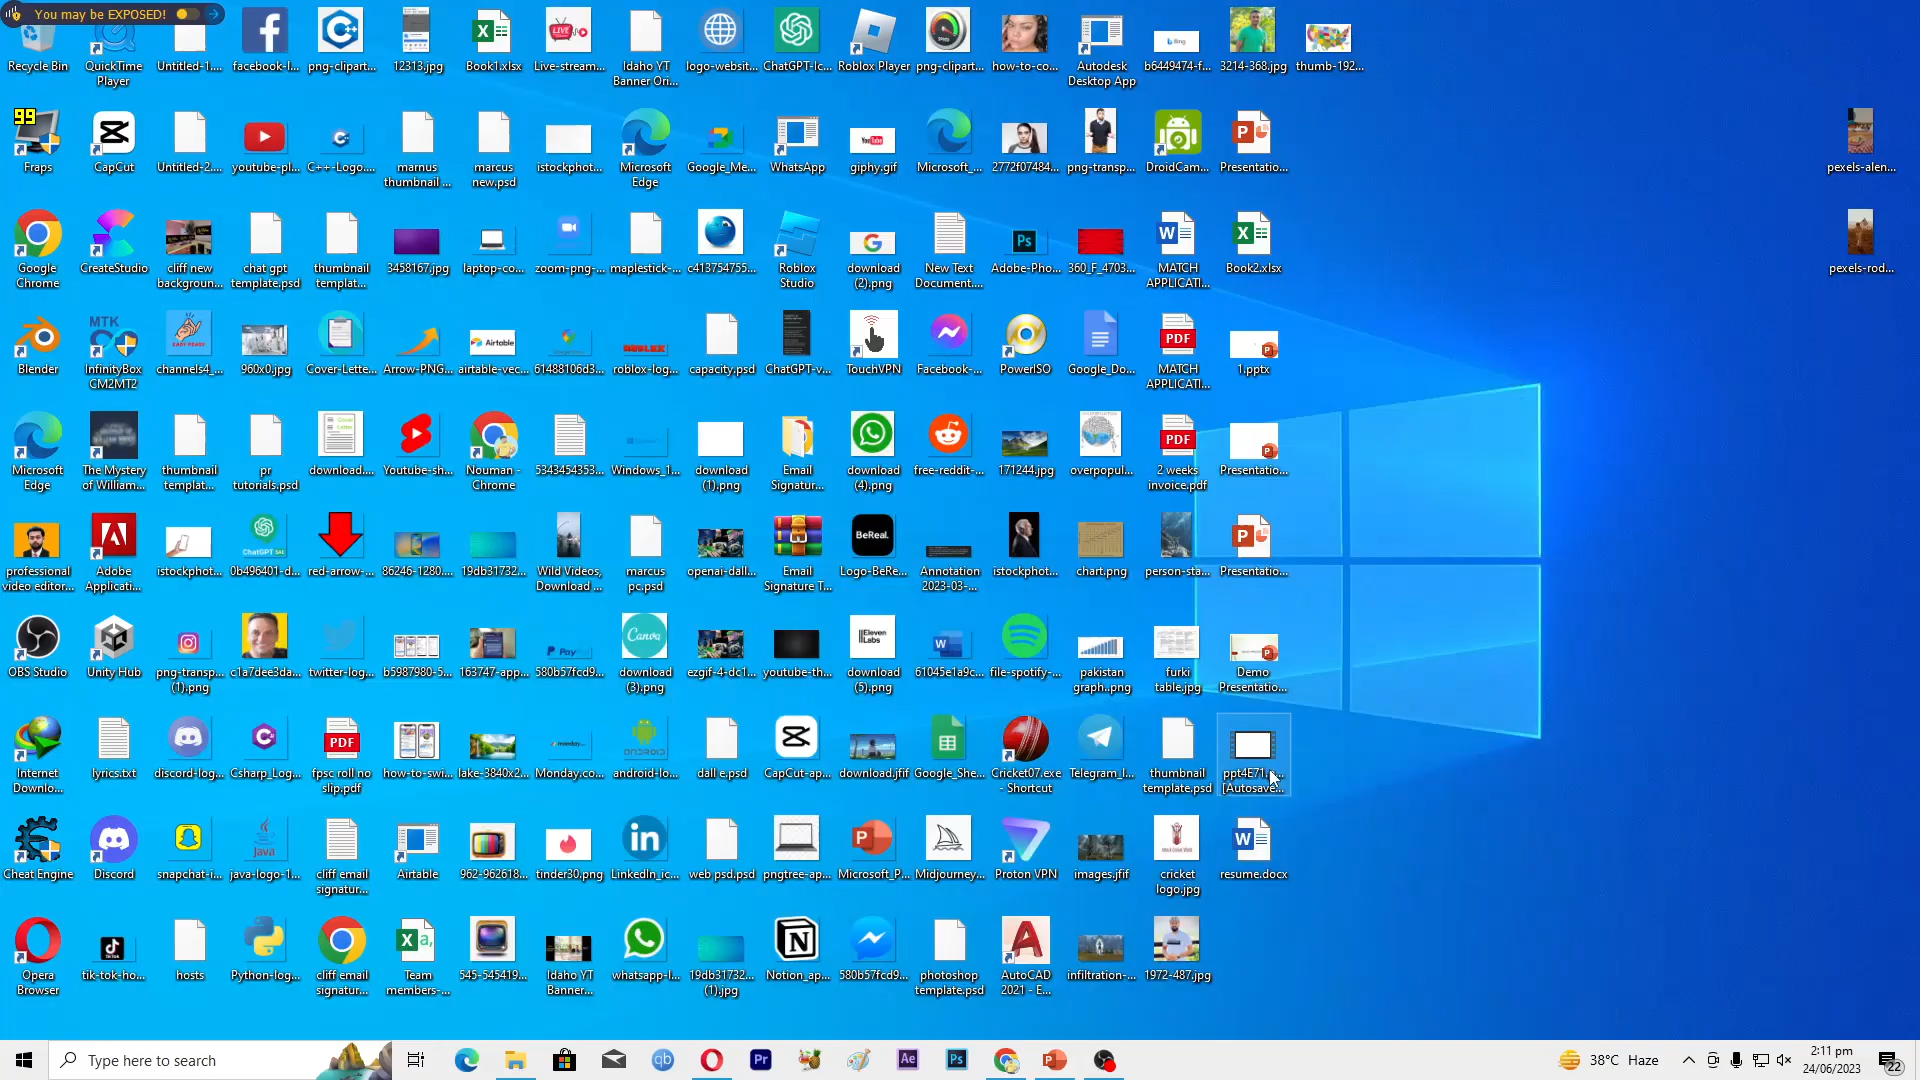 You may be EXPOSED!
Recycle Bin
QuickTime Player
Untitled-1....
facebook-l...
png-clipart...
12313.jpg
Book1.xlsx
Live-stream...
Idaho YT Banner Ori...
logo-websit...
ChatGPT-Ic...
Roblox Player
png-clipart...
how-to-co...
Autodesk Desktop App
b6449474-f...
3214-368.jpg
thumb-192...
Fraps
CapCut
Untitled-2....
youtube-pl...
C++-Logo....
marnus thumbnail ...
marcus new.psd
istockphot...
Microsoft Edge
Google_Me...
WhatsApp
giphy.gif
Microsoft_...
2772f07484...
png-transp...
DroidCam...
Presentatio...
pexels-alen...
Google Chrome
CreateStudio
cliff new backgroun...
chat gpt template.psd
thumbnail templat...
3458167.jpg
laptop-co...
zoom-png-...
maplestick-...
c413754755...
Roblox Studio
download (2).png
New Text Document....
Adobe-Pho...
360_F_4703...
MATCH APPLICATI...
Book2.xlsx
pexels-rod...
Blender
InfinityBox CM2MT2
channels4_...
960x0.jpg
Cover-Lette...
Arrow-PNG...
airtable-vec...
61488106d3...
roblox-log...
capacity.psd
ChatGPT-v...
TouchVPN
Facebook-...
PowerISO
Google_Do...
MATCH APPLICATI...
1.pptx
Microsoft Edge
The Mystery of William...
thumbnail templat...
pr tutorials.psd
download....
Youtube-sh...
Nouman - Chrome
5343454353...
Windows_1...
download (1).png
Email Signatur...
download (4).png
free-reddit-...
171244.jpg
overpopul...
2 weeks invoice.pdf
Presentatio...
professional video editor...
Adobe Applicati...
istockphot...
0b496401-d...
red-arrow-...
86246-1280....
19db31732...
Wild Videos, Download ...
marcus pc.psd
openai-dall...
Email Signature T...
Logo-BeRe...
Annotation 2023-03-...
istockphot...
chart.png
person-sta...
Presentatio...
OBS Studio
Unity Hub
png-transp... (1).png
c1a7dee3da...
twitter-log...
b5987980-5...
163747-app...
580b57fcd9...
download (3).png
ezgif-4-dc1...
youtube-th...
download (5).png
61045e1a9c...
file-spotify-...
pakistan graph..png
furki table.jpg
Demo Presentatio...
Internet Downlo...
lyrics.txt
discord-log...
Csharp_Log...
fpsc roll no slip.pdf
how-to-swi...
lake-3840x2...
Monday.co...
android-lo...
dall e.psd
CapCut-ap...
download.jfif
Google_She...
Cricket07.exe - Shortcut
Telegram_l...
thumbnail template.psd
ppt4E71.... [Autosave...
Cheat Engine
Discord
snapchat-i...
java-logo-1...
cliff email signatur...
Airtable
962-962618...
tinder30.png
LinkedIn_ic...
web psd.psd
pngtree-ap...
Microsoft_P...
Midjourney...
Proton VPN
images.jfif
cricket logo.jpg
resume.docx
Opera Browser
tik-tok-ho...
hosts
Python-log...
cliff email signatur...
Team members-...
545-545419...
Idaho YT Banner...
whatsapp-l...
19db31732... (1).jpg
Notion_ap...
580b57fcd9...
photoshop template.psd
AutoCAD 2021 - E...
infiltration-...
1972-487.jpg
Type here to search
38°C Haze
2:11 pm
24/06/2023
22